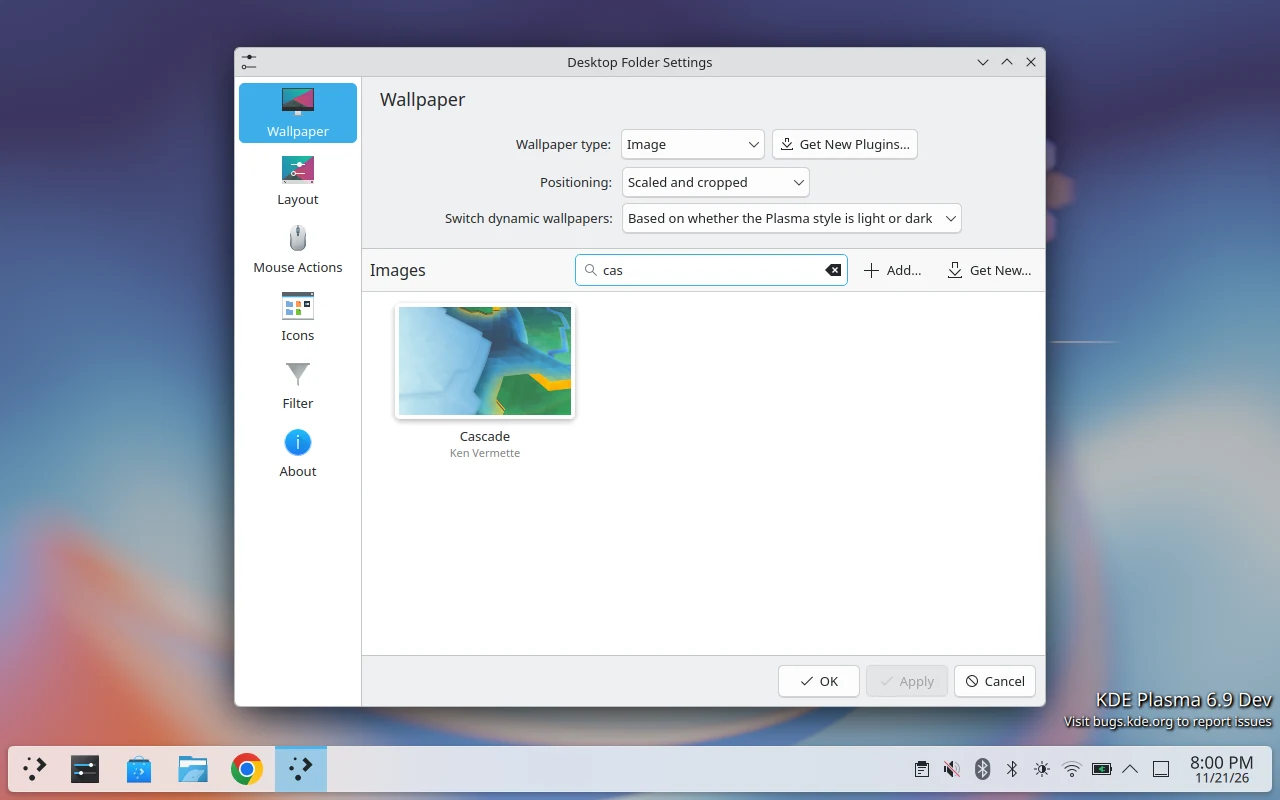 Desktop Folder Settings
Wallpaper
Layout
Mouse Actions
Icons
Filter
About
Wallpaper
Wallpaper type: Image Get New Plugins...
Positioning: Scaled and cropped
Switch dynamic wallpapers: Based on whether the Plasma style is light or dark
Images cas Add... Get New...
Cascade
Ken Vermette
OK Apply Cancel
KDE Plasma 6.9 Dev
Visit bugs.kde.org to report issues
8:00 PM
11/21/26